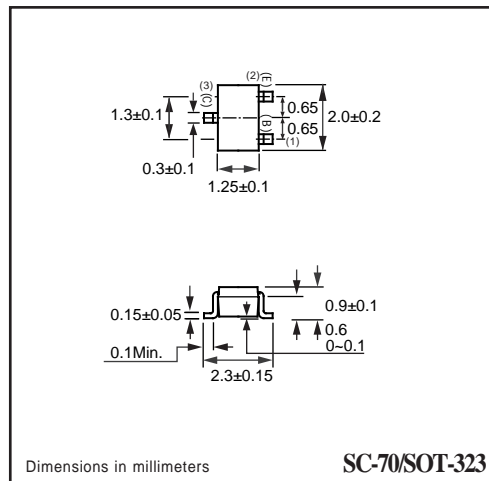 (3) (2) (E)
(C)
1.3±0.1
0.65
2.0±0.2
(B)
0.65
(1)
0.3±0.1
1.25±0.1
0.15±0.05
0.9±0.1
0.6
0.1Min.
0~0.1
2.3±0.15
Dimensions in millimeters
SC-70/SOT-323